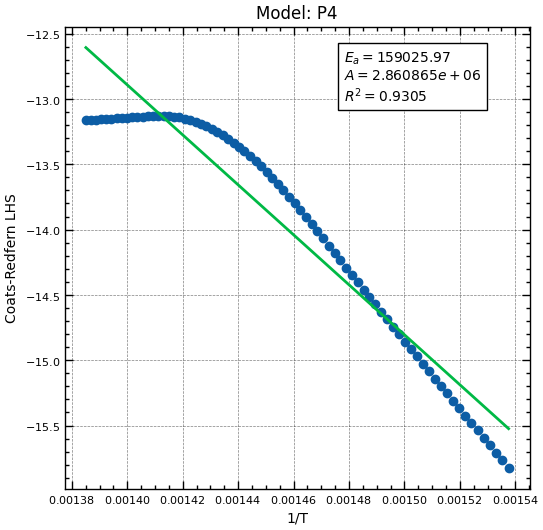 Model: P4
−12.5
−13.0
−13.5
−14.0
−14.5
−15.0
−15.5
Coats-Redfern LHS
Eₐ = 159025.97
A = 2.860865e + 06
R² = 0.9305
0.00138 0.00140 0.00142 0.00144 0.00146 0.00148 0.00150 0.00152 0.00154
1/T